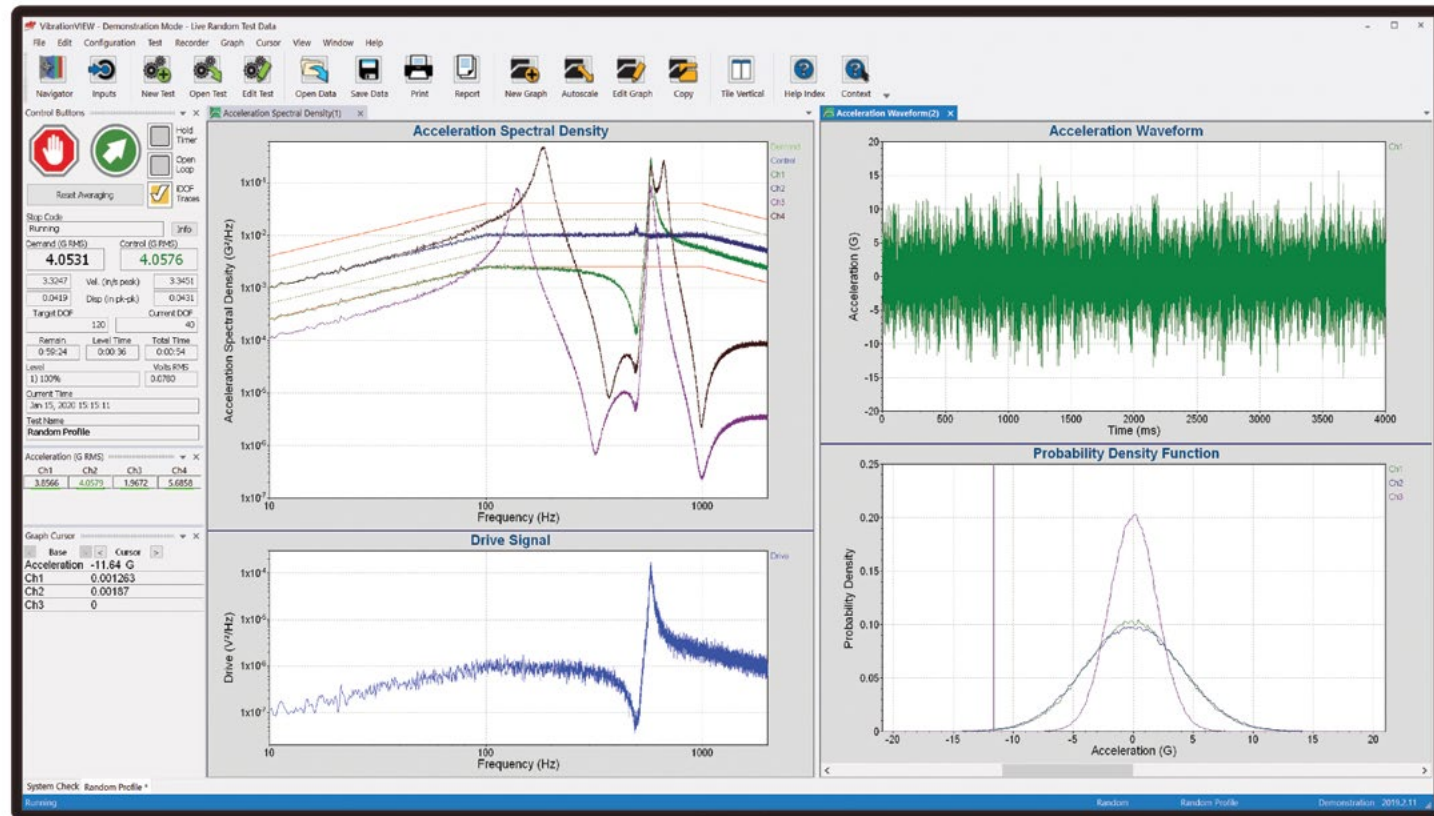 VibrationVIEW - Demonstration Mode - Live Random Test Data
File Edit Configuration Test Recorder Graph Cursor View Window Help
Navigator Inputs New Test Open Test Edit Test Open Data Save Data Print Report New Graph Autoscale Edit Graph Copy Tile Vertical Help Index Context
Control Buttons
Hold
Timer
Open
Loop
Reset Averaging
iDOF
Traces
Stop Code
Running Info
Demand (G RMS) Control (G RMS)
4.0531 4.0576
3.3247 Vel. (in/s peak) 3.3451
0.0419 Disp (in pk-pk) 0.0431
Target DOF Current DOF
120 40
Remain Level Time Total Time
0:59:24 0:00:36 0:00:54
Level Volts RMS
1) 100% 0.0780
Current Time
Jan 15, 2020 15:15:11
Test Name
Random Profile
Acceleration (G RMS)
Ch1 Ch2 Ch3 Ch4
3.8566 4.0579 1.9672 5.6858
Graph Cursor
Base < Cursor >
Acceleration -11.64 G
Ch1 0.001263
Ch2 0.00187
Ch3 0
Acceleration Spectral Density(1)
Acceleration Spectral Density
Demand
Control
Ch1
Ch2
Ch3
Ch4
Acceleration Spectral Density (G²/Hz)
1x10⁻¹
1x10⁻²
1x10⁻³
1x10⁻⁴
1x10⁻⁵
1x10⁻⁶
1x10⁻⁷
10 100 1000
Frequency (Hz)
Drive Signal
Drive
Drive (V²/Hz)
1x10⁻⁴
1x10⁻⁵
1x10⁻⁶
1x10⁻⁷
10 100 1000
Frequency (Hz)
Acceleration Waveform(2)
Acceleration Waveform
Ch1
Acceleration (G)
20
15
10
5
0
-5
-10
-15
-20
0 500 1000 1500 2000 2500 3000 3500 4000
Time (ms)
Probability Density Function
Ch1
Ch2
Ch3
Probability Density
0.25
0.20
0.15
0.10
0.05
0
-20 -15 -10 -5 0 5 10 15 20
Acceleration (G)
System Check Random Profile *
Running Random Random Profile Demonstration 2019.2.11